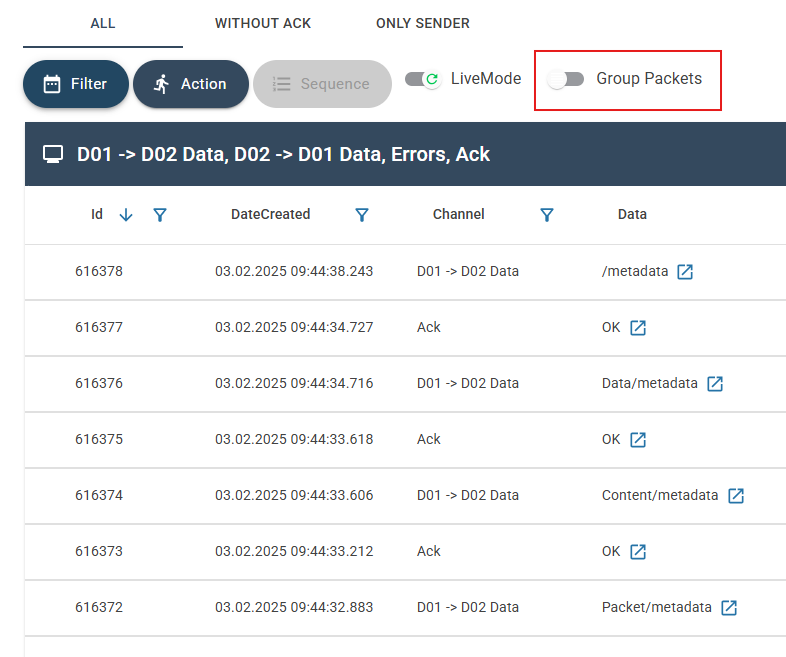 ALL WITHOUT ACK ONLY SENDER
Filter Action Sequence LiveMode Group Packets
D01 -> D02 Data, D02 -> D01 Data, Errors, Ack
Id DateCreated Channel Data
616378 03.02.2025 09:44:38.243 D01 -> D02 Data /metadata
616377 03.02.2025 09:44:34.727 Ack OK
616376 03.02.2025 09:44:34.716 D01 -> D02 Data Data/metadata
616375 03.02.2025 09:44:33.618 Ack OK
616374 03.02.2025 09:44:33.606 D01 -> D02 Data Content/metadata
616373 03.02.2025 09:44:33.212 Ack OK
616372 03.02.2025 09:44:32.883 D01 -> D02 Data Packet/metadata